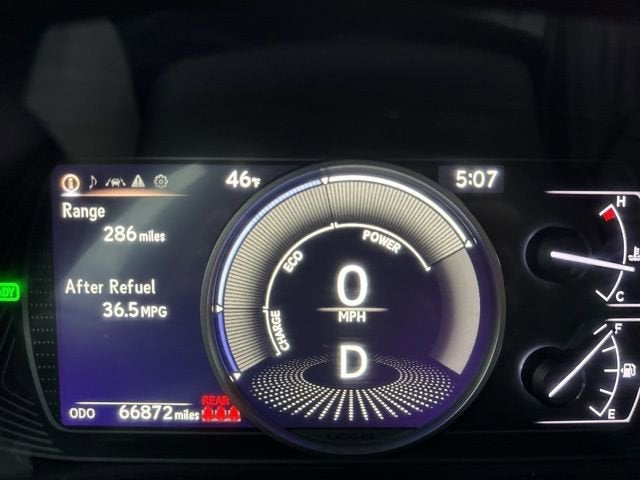 46°F
5:07
Range
286 miles
After Refuel
36.5 MPG
ECO
POWER
CHARGE
0
MPH
D
ODO 66872 miles
REAR
H
C
F
E
LEXUS